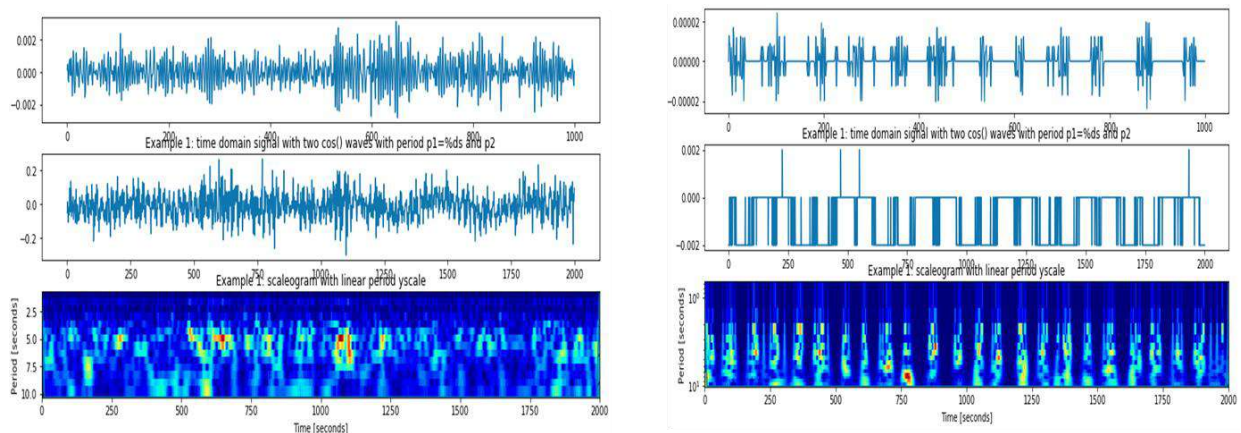 0.002
0.000
−0.002
0 200 400 600 800 1000
Example 1: time domain signal with two cos() waves with period p1=%ds and p2
0.2
0.0
−0.2
0 250 500 750 1000 1250 1500 1750 2000
Example 1: scaleogram with linear period yscale
Period [seconds]
2.5
5.0
7.5
10.0
0 250 500 750 1000 1250 1500 1750 2000
Time [seconds]
0.00002
0.00000
−0.00002
0 200 400 600 800 1000
Example 1: time domain signal with two cos() waves with period p1=%ds and p2
0.002
0.000
−0.002
0 250 500 750 1000 1250 1500 1750 2000
Example 1: scaleogram with linear period yscale
Period [seconds]
10⁰
10¹
0 250 500 750 1000 1250 1500 1750 2000
Time [seconds]